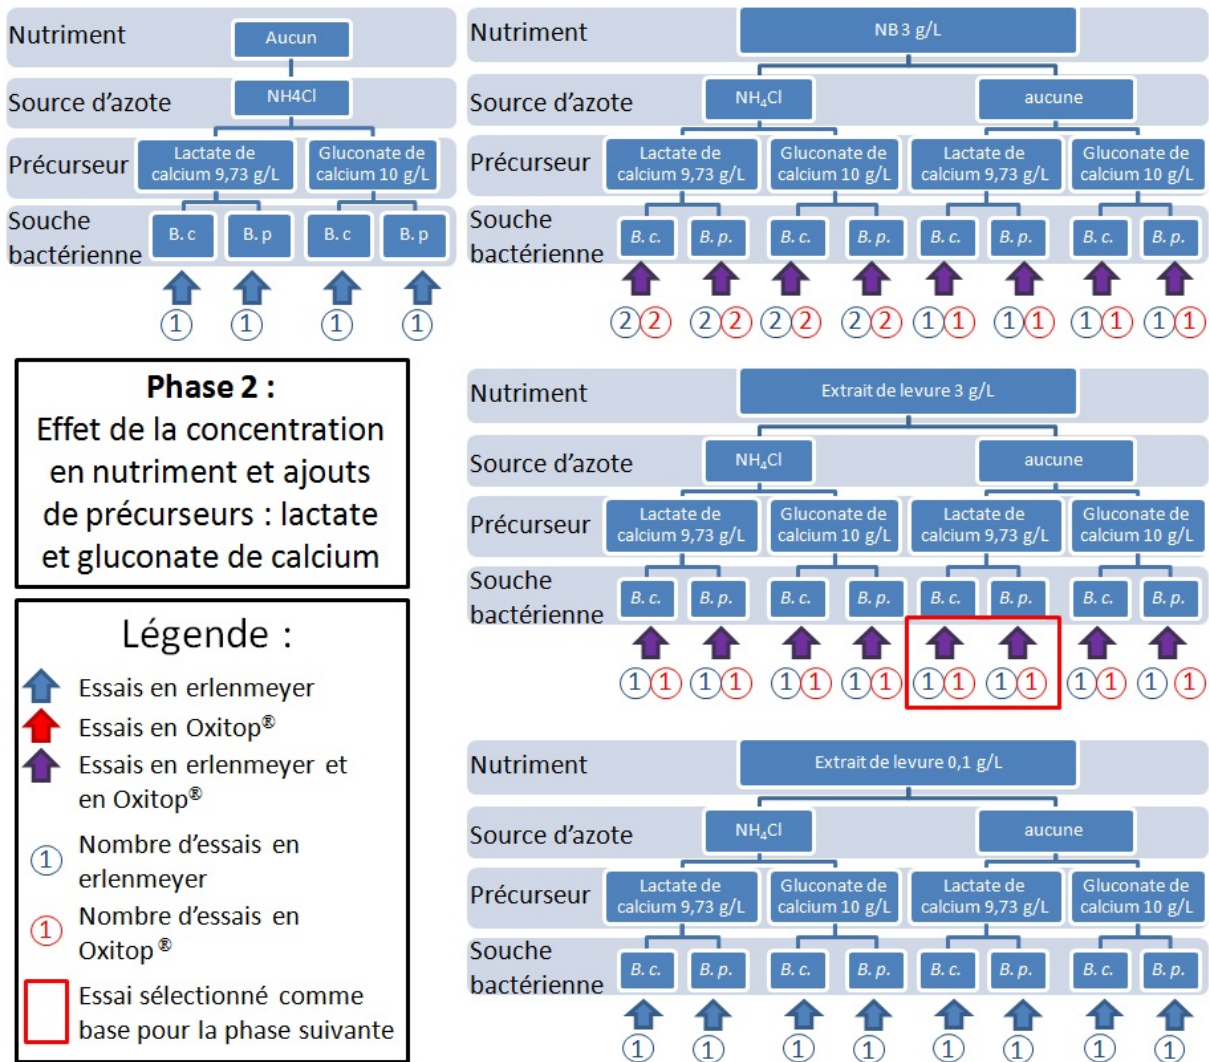 Nutriment
Aucun
Source d'azote
NH4Cl
Précurseur
Lactate de
calcium 9,73 g/L
Gluconate de
calcium 10 g/L
Souche
bactérienne
B. c
B. p
B. c
B. p
1
1
1
1
Nutriment
NB 3 g/L
Source d'azote
NH₄Cl
aucune
Précurseur
Lactate de
calcium 9,73 g/L
Gluconate de
calcium 10 g/L
Lactate de
calcium 9,73 g/L
Gluconate de
calcium 10 g/L
Souche
bactérienne
B. c.
B. p.
B. c.
B. p.
B. c.
B. p.
B. c.
B. p.
2 2
2 2
2 2
2 2
1 1
1 1
1 1
1 1
Phase 2 :
Effet de la concentration
en nutriment et ajouts
de précurseurs : lactate
et gluconate de calcium
Nutriment
Extrait de levure 3 g/L
Source d'azote
NH₄Cl
aucune
Précurseur
Lactate de
calcium 9,73 g/L
Gluconate de
calcium 10 g/L
Lactate de
calcium 9,73 g/L
Gluconate de
calcium 10 g/L
Souche
bactérienne
B. c.
B. p.
B. c.
B. p.
B. c.
B. p.
B. c.
B. p.
1 1
1 1
1 1
1 1
1 1
1 1
1 1
1 1
Légende :
Essais en erlenmeyer
Essais en Oxitop®
Essais en erlenmeyer et
en Oxitop®
1
Nombre d'essais en
erlenmeyer
1
Nombre d'essais en
Oxitop ®
Essai sélectionné comme
base pour la phase suivante
Nutriment
Extrait de levure 0,1 g/L
Source d'azote
NH₄Cl
aucune
Précurseur
Lactate de
calcium 9,73 g/L
Gluconate de
calcium 10 g/L
Lactate de
calcium 9,73 g/L
Gluconate de
calcium 10 g/L
Souche
bactérienne
B. c.
B. p.
B. c.
B. p.
B. c.
B. p.
B. c.
B. p.
1
1
1
1
1
1
1
1